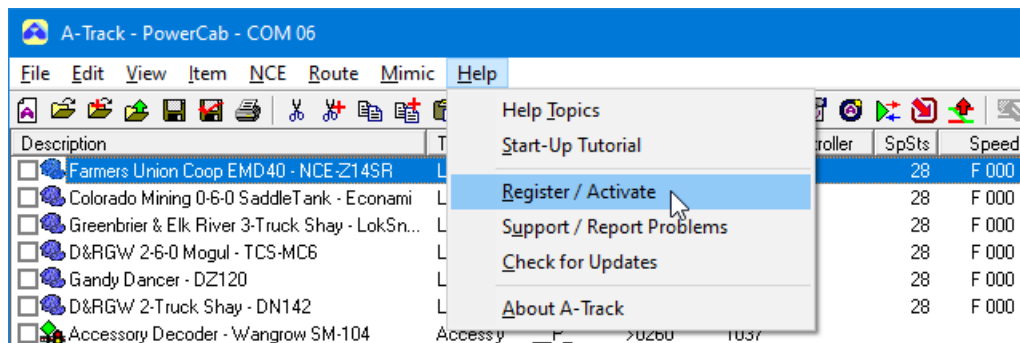 A-Track - PowerCab - COM 06
File Edit View Item NCE Route Mimic Help
Help Topics
Start-Up Tutorial
Register / Activate
Support / Report Problems
Check for Updates
About A-Track
Description T roller SpSts Speed
Farmers Union Coop EMD40 - NCE-Z14SR L 28 F 000
Colorado Mining 0-6-0 SaddleTank - Econami L 28 F 000
Greenbrier & Elk River 3-Truck Shay - LokSn... L 28 F 000
D&RGW 2-6-0 Mogul - TCS-MC6 L 28 F 000
Gandy Dancer - DZ120 L 28 F 000
D&RGW 2-Truck Shay - DN142 L 28 F 000
Accessory Decoder - Wangrow SM-104 Accessy __P_ >0260 1037